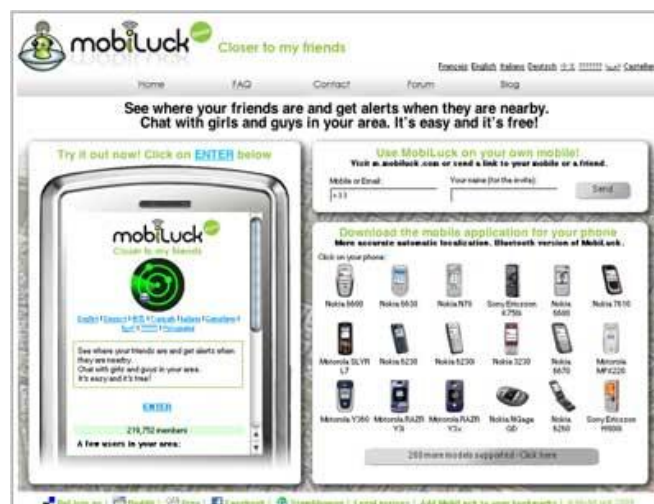 mobiLuck
Closer to my friends
Français English Italiano Deutsch
Home FAQ Contact Forum Blog
See where your friends are and get alerts when they are nearby.
Chat with girls and guys in your area. It's easy and it's free!
Try it out now! Click on ENTER below
mobiLuck
Closer to my friends
See where your friends are and get alerts when
they are nearby.
Chat with girls and guys in your area.
It's easy and it's free!
ENTER
219,752 members
A few users in your area:
Use MobiLuck on your own mobile!
Visit m.mobiluck.com or send a link to your mobile or a friend.
Mobile or Email: Your name (for the invite):
+33
Send
Download the mobile application for your phone
More accurate automatic localization. Bluetooth version of MobiLuck.
Click on your phone:
Nokia 6600 Nokia 6630 Nokia N70 Sony Ericsson K750i Nokia 6680 Nokia 7610
Motorola SLVR L7 Nokia 6230 Nokia 6230i Nokia 3230 Nokia 6670 Motorola MPX220
Motorola V360 Motorola RAZR V3i Motorola RAZR V3x Nokia NGage QD Nokia 6260 Sony Ericsson
280 more models supported - Click here